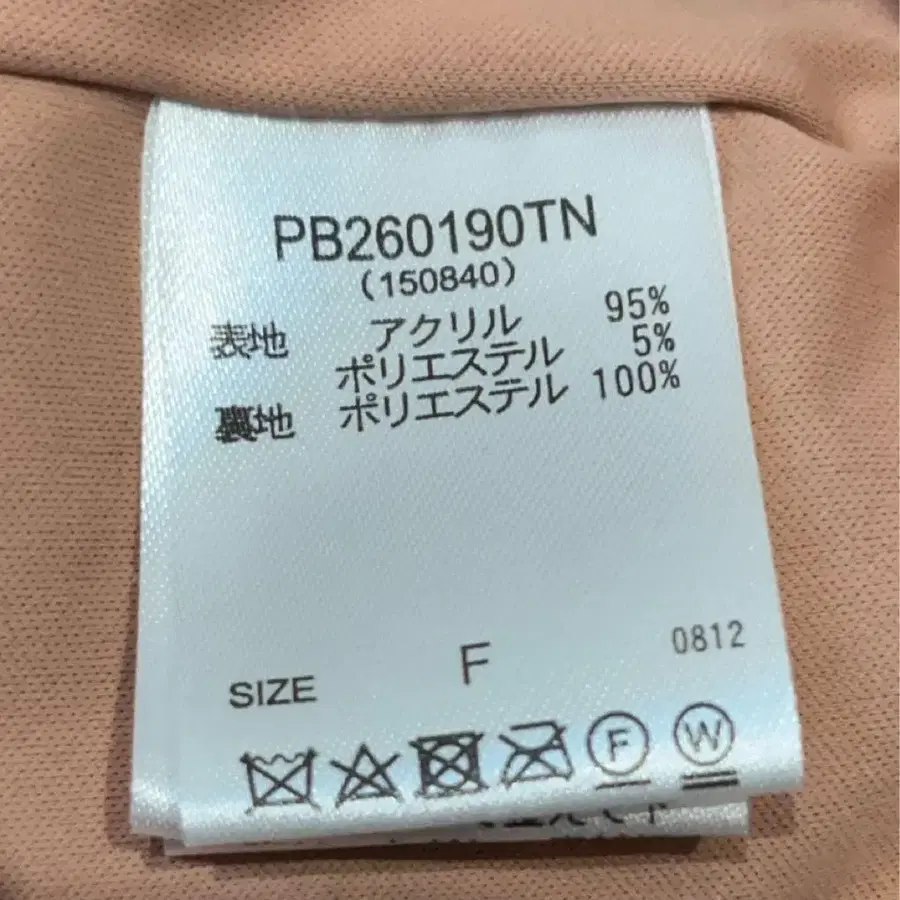 PB260190TN
(150840)
表地 アクリル 95%
ポリエステル 5%
裏地 ポリエステル 100%
0812
SIZE F
F W